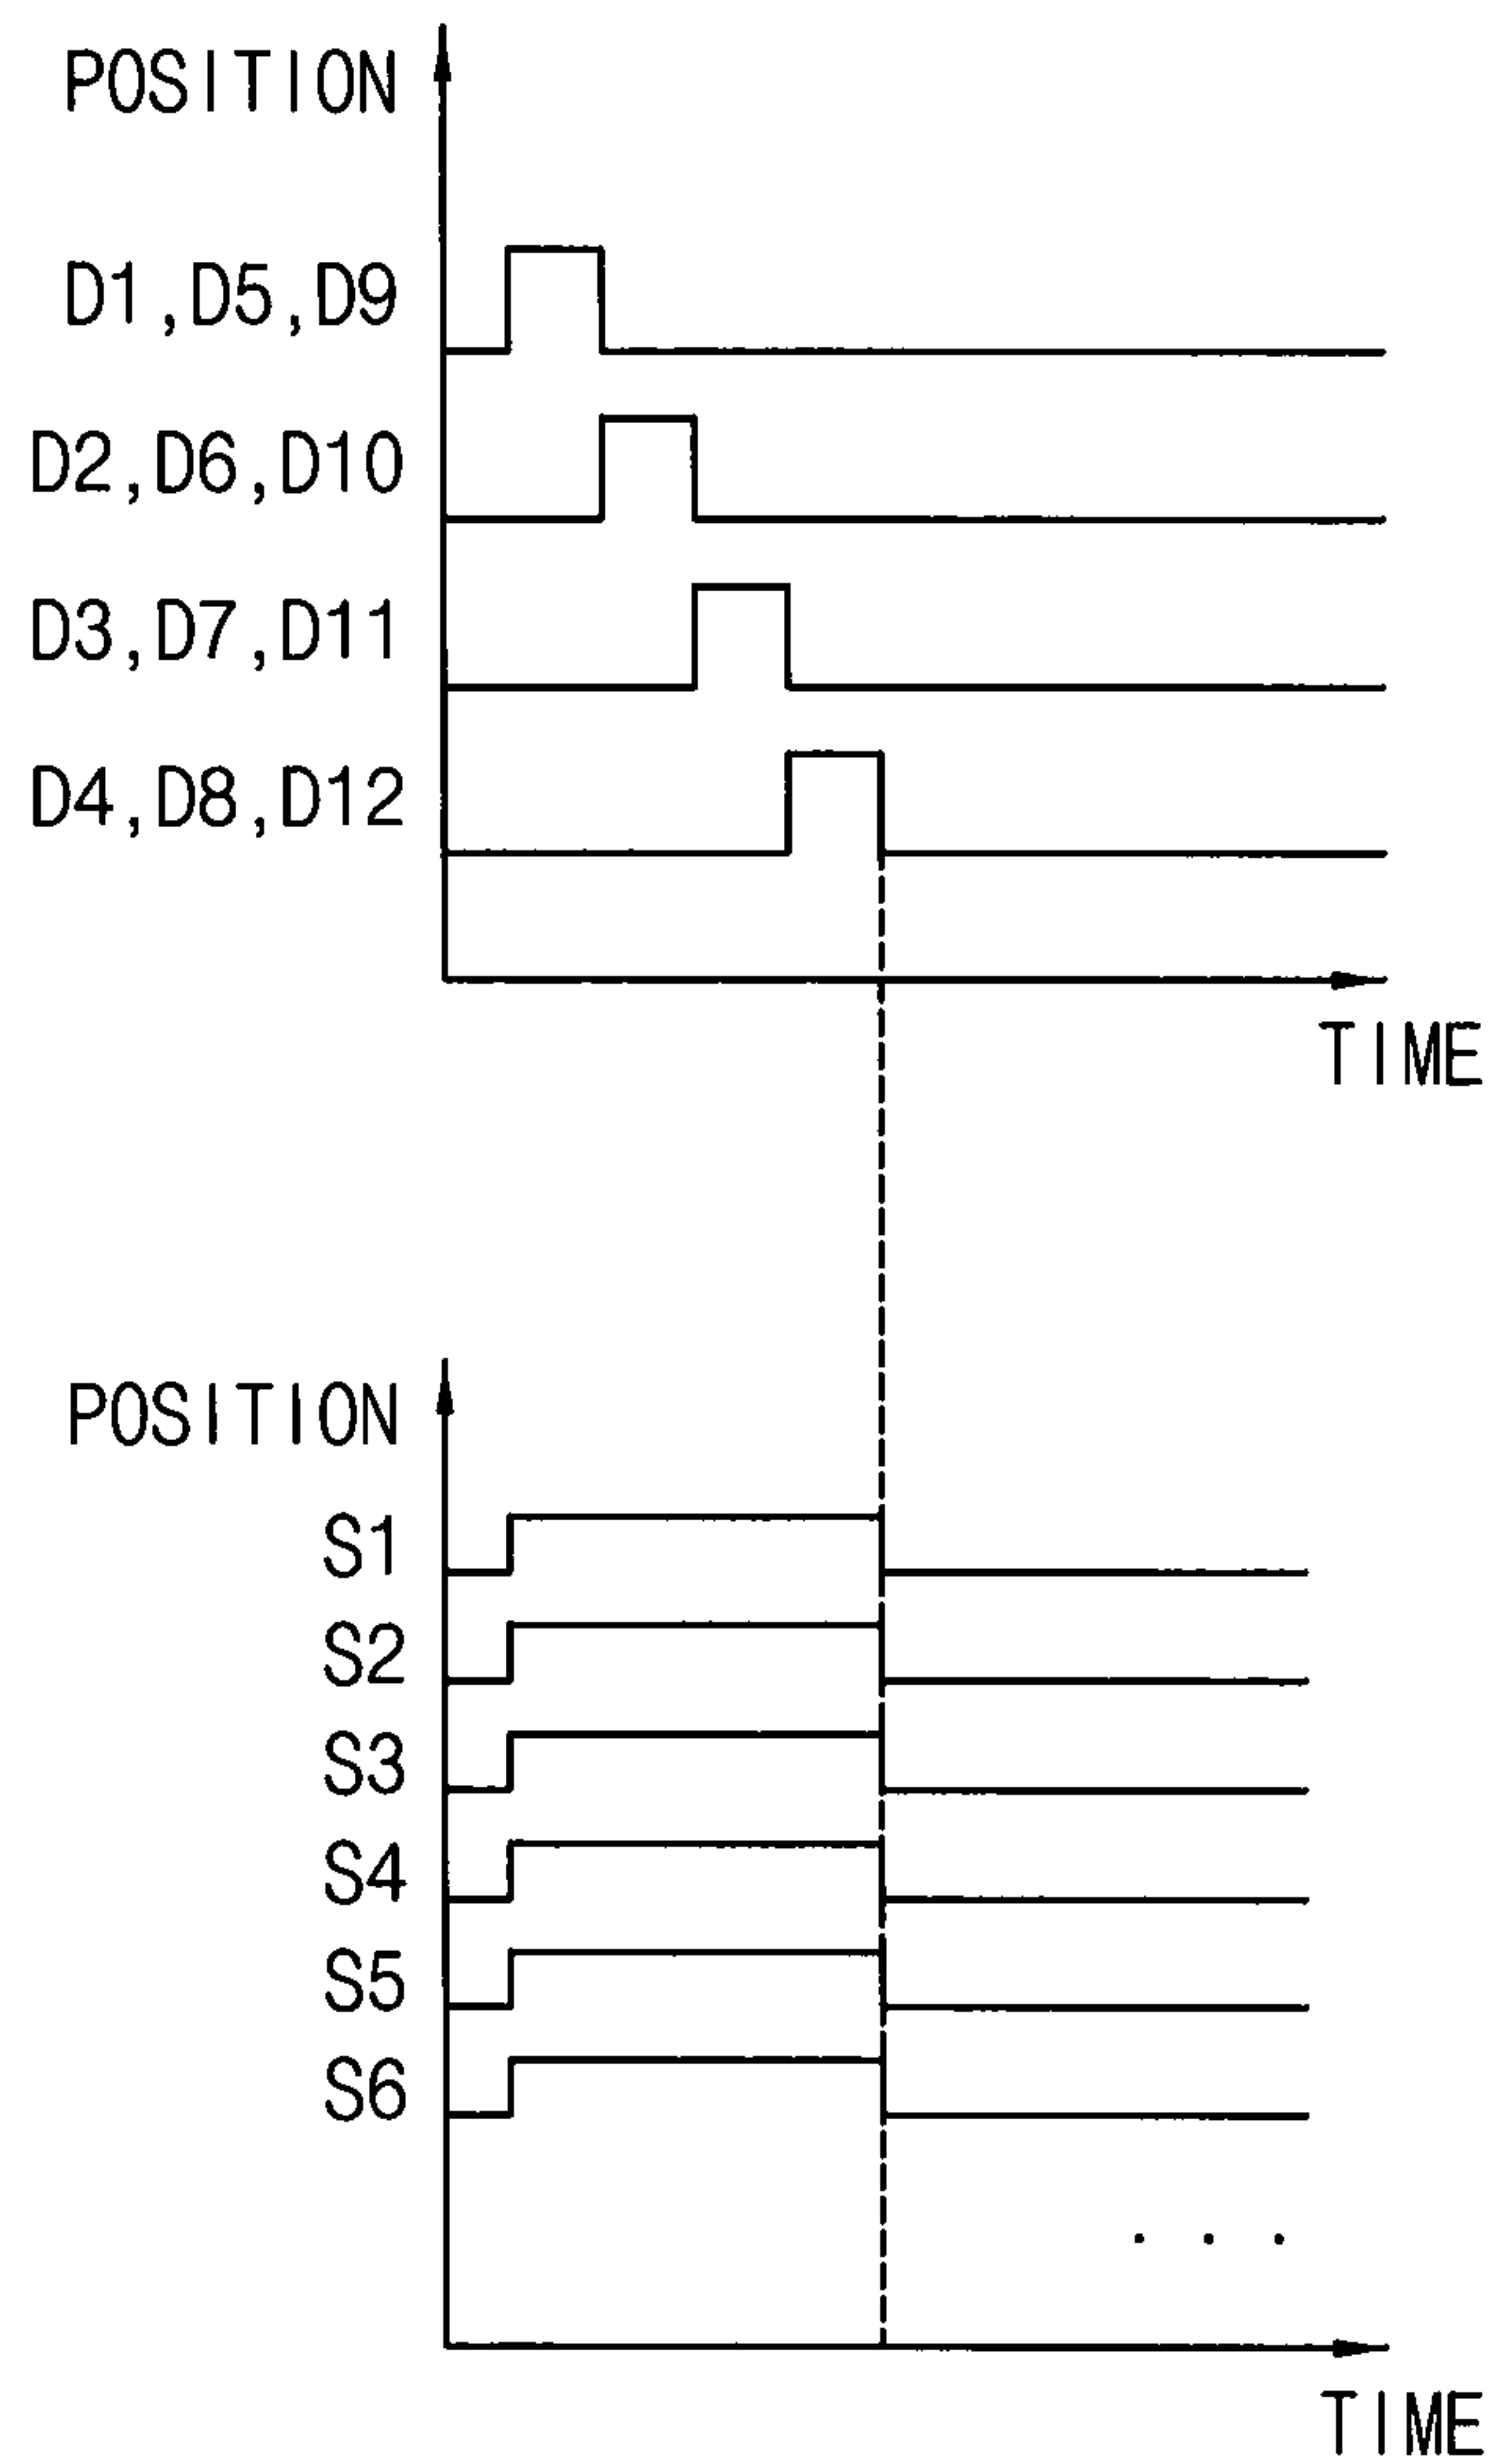 POSITION
D1,D5,D9
D2,D6,D10
D3,D7,D11
D4,D8,D12
TIME
POSITION
S1
S2
S3
S4
S5
S6
. . .
TIME